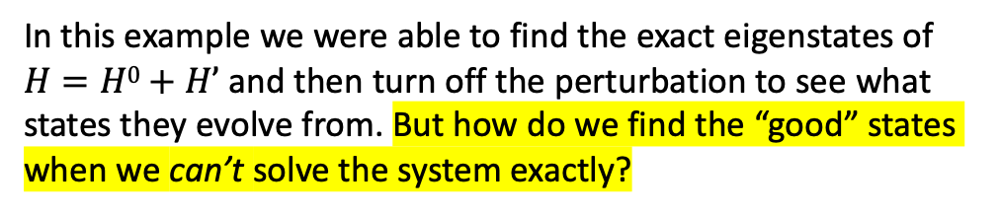 In this example we were able to find the exact eigenstates of
H = H⁰ + H’ and then turn off the perturbation to see what
states they evolve from. But how do we find the “good” states
when we can’t solve the system exactly?